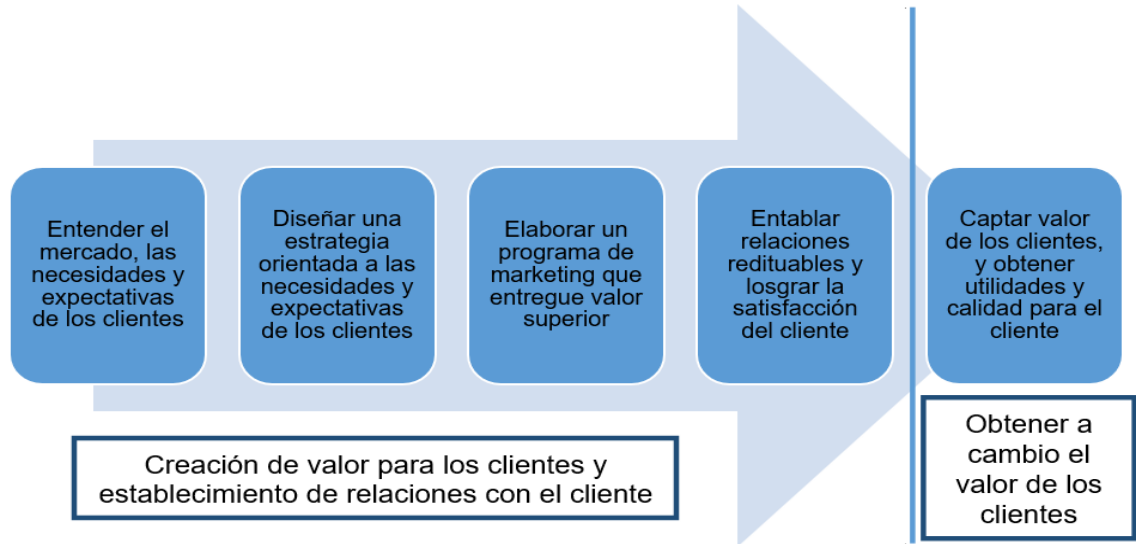 Entender el
mercado, las
necesidades y
expectativas
de los clientes
Diseñar una
estrategia
orientada a las
necesidades y
expectativas
de los clientes
Elaborar un
programa de
marketing que
entregue valor
superior
Entablar
relaciones
redituables y
losgrar la
satisfacción
del cliente
Captar valor
de los clientes,
y obtener
utilidades y
calidad para el
cliente
Creación de valor para los clientes y
establecimiento de relaciones con el cliente
Obtener a
cambio el
valor de los
clientes